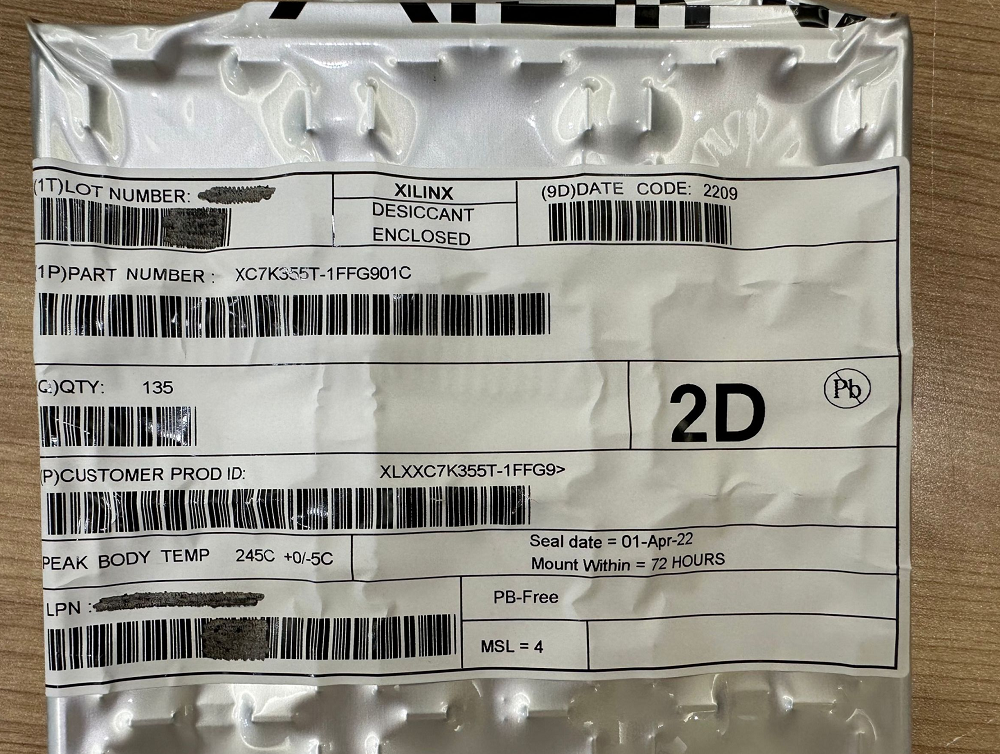 (1T)LOT NUMBER:
XILINX
DESICCANT
ENCLOSED
(9D)DATE CODE: 2209
1P)PART NUMBER : XC7K355T-1FFG901C
Q)QTY: 135
2D
Pb
(P)CUSTOMER PROD ID: XLXXC7K355T-1FFG9>
PEAK BODY TEMP 245C +0/-5C
Seal date = 01-Apr-22
Mount Within = 72 HOURS
LPN :
PB-Free
MSL = 4